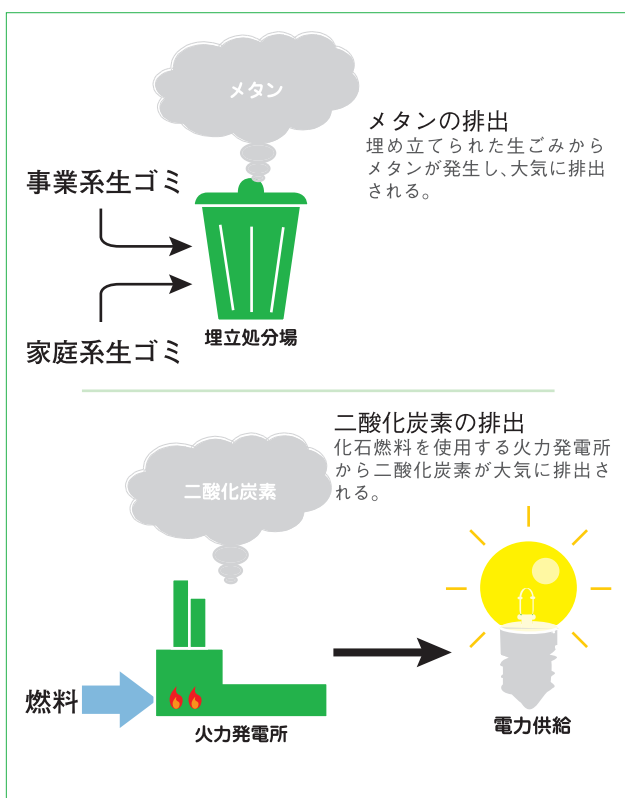 メタン
メタンの排出
埋め立てられた生ごみから
メタンが発生し、大気に排出
される。
事業系生ゴミ
家庭系生ゴミ
埋立処分場
二酸化炭素の排出
化石燃料を使用する火力発電所
から二酸化炭素が大気に排出さ
れる。
二酸化炭素
燃料
火力発電所
電力供給